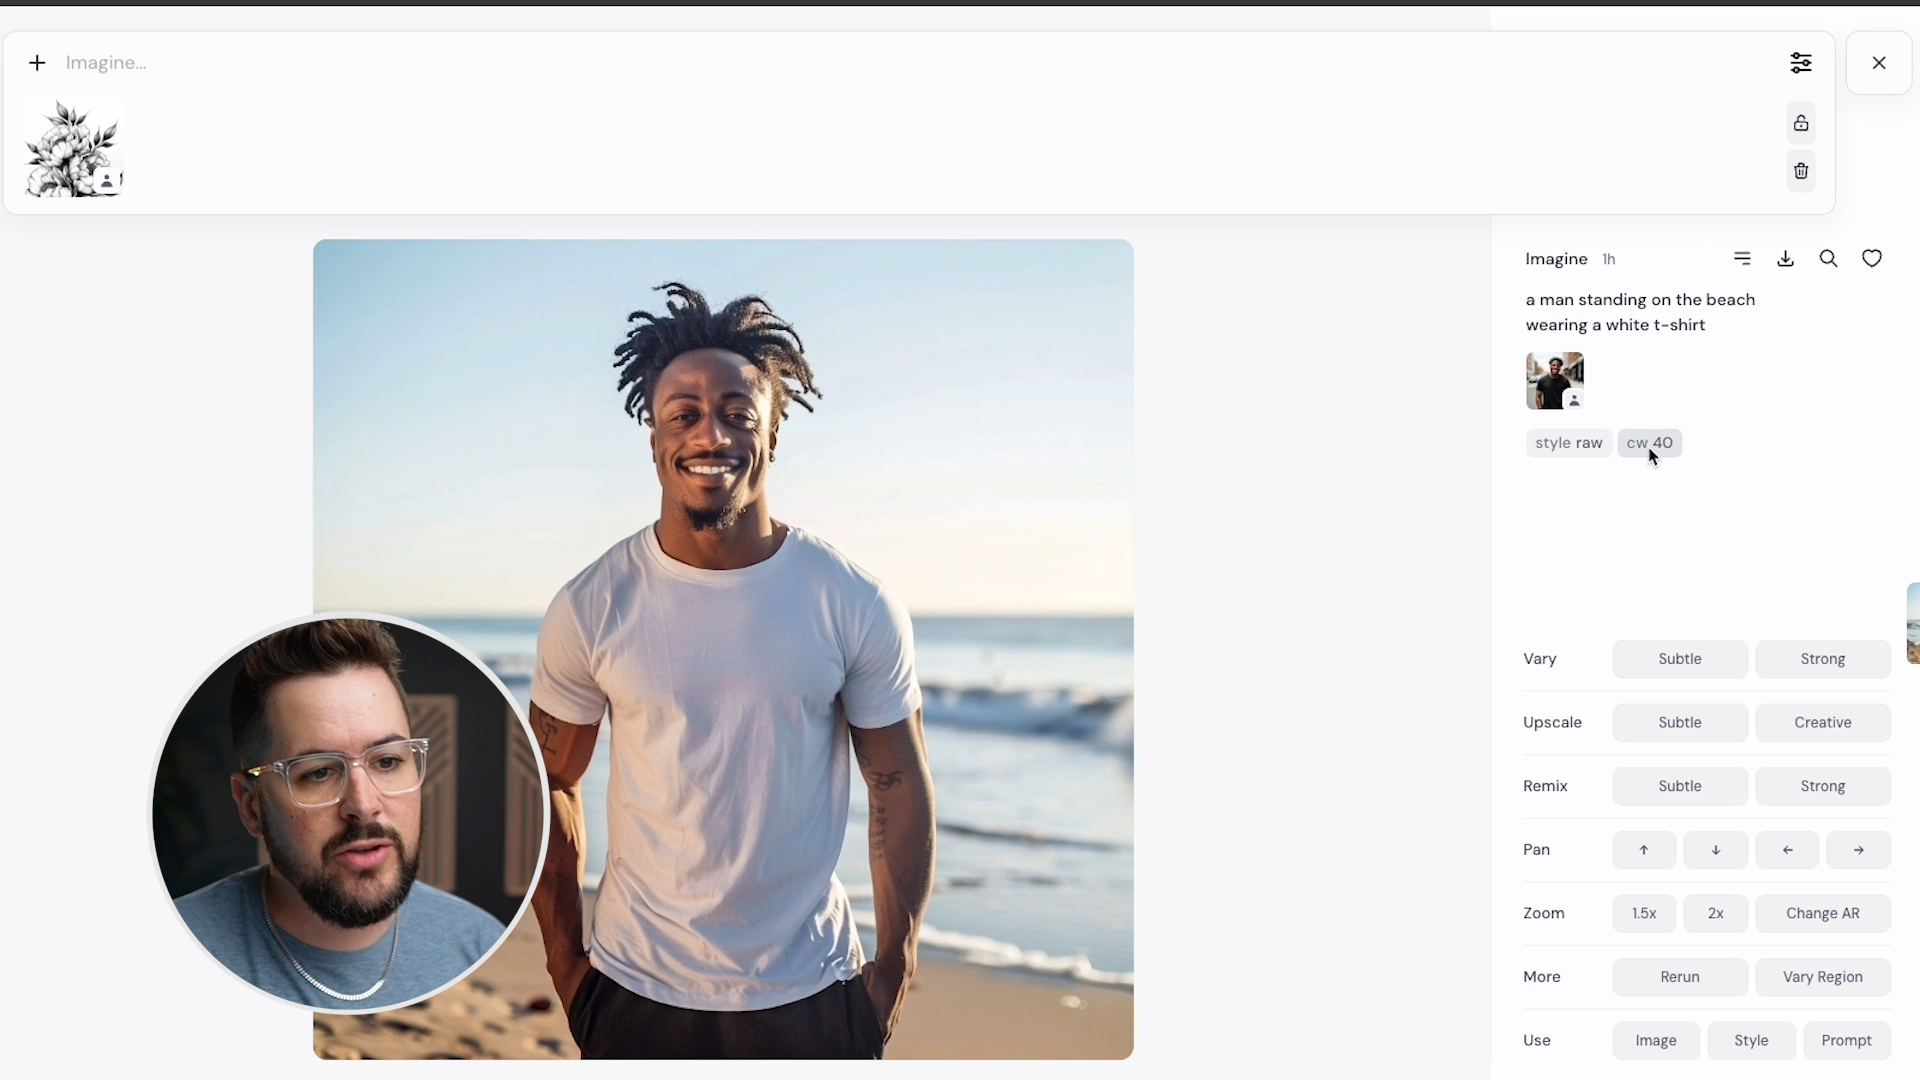 Imagine...
Imagine 1h
a man standing on the beach
wearing a white t-shirt
style raw cw 40
Vary Subtle Strong
Upscale Subtle Creative
Remix Subtle Strong
Pan ↑ ↓ ← →
Zoom 1.5x 2x Change AR
More Rerun Vary Region
Use Image Style Prompt